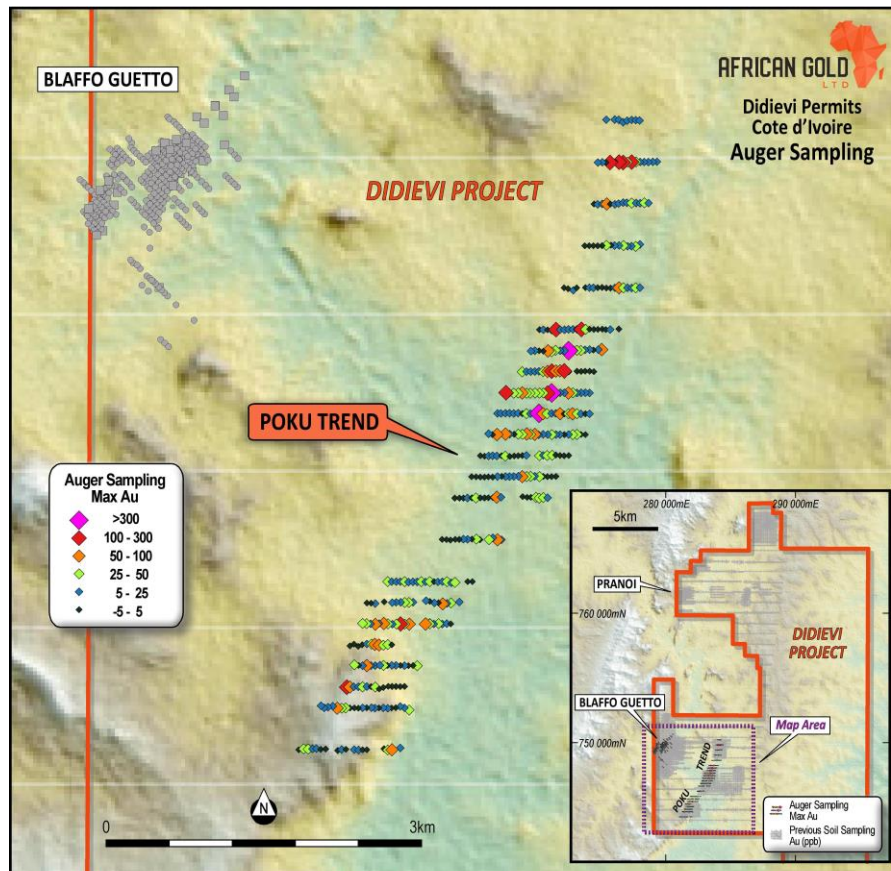 BLAFFO GUETTO
AFRICAN GOLD
LTD
Didievi Permits
Cote d'Ivoire
Auger Sampling
DIDIEVI PROJECT
POKU TREND
Auger Sampling
Max Au
>300
100 - 300
50 - 100
25 - 50
5 - 25
-5 - 5
N
0
3km
280 000mE
290 000mE
5km
PRANOI
760 000mN
DIDIEVI
PROJECT
BLAFFO GUETTO
Map Area
750 000mN
POKU TREND
Auger Sampling
Max Au
Previous Soil Sampling
Au (ppb)